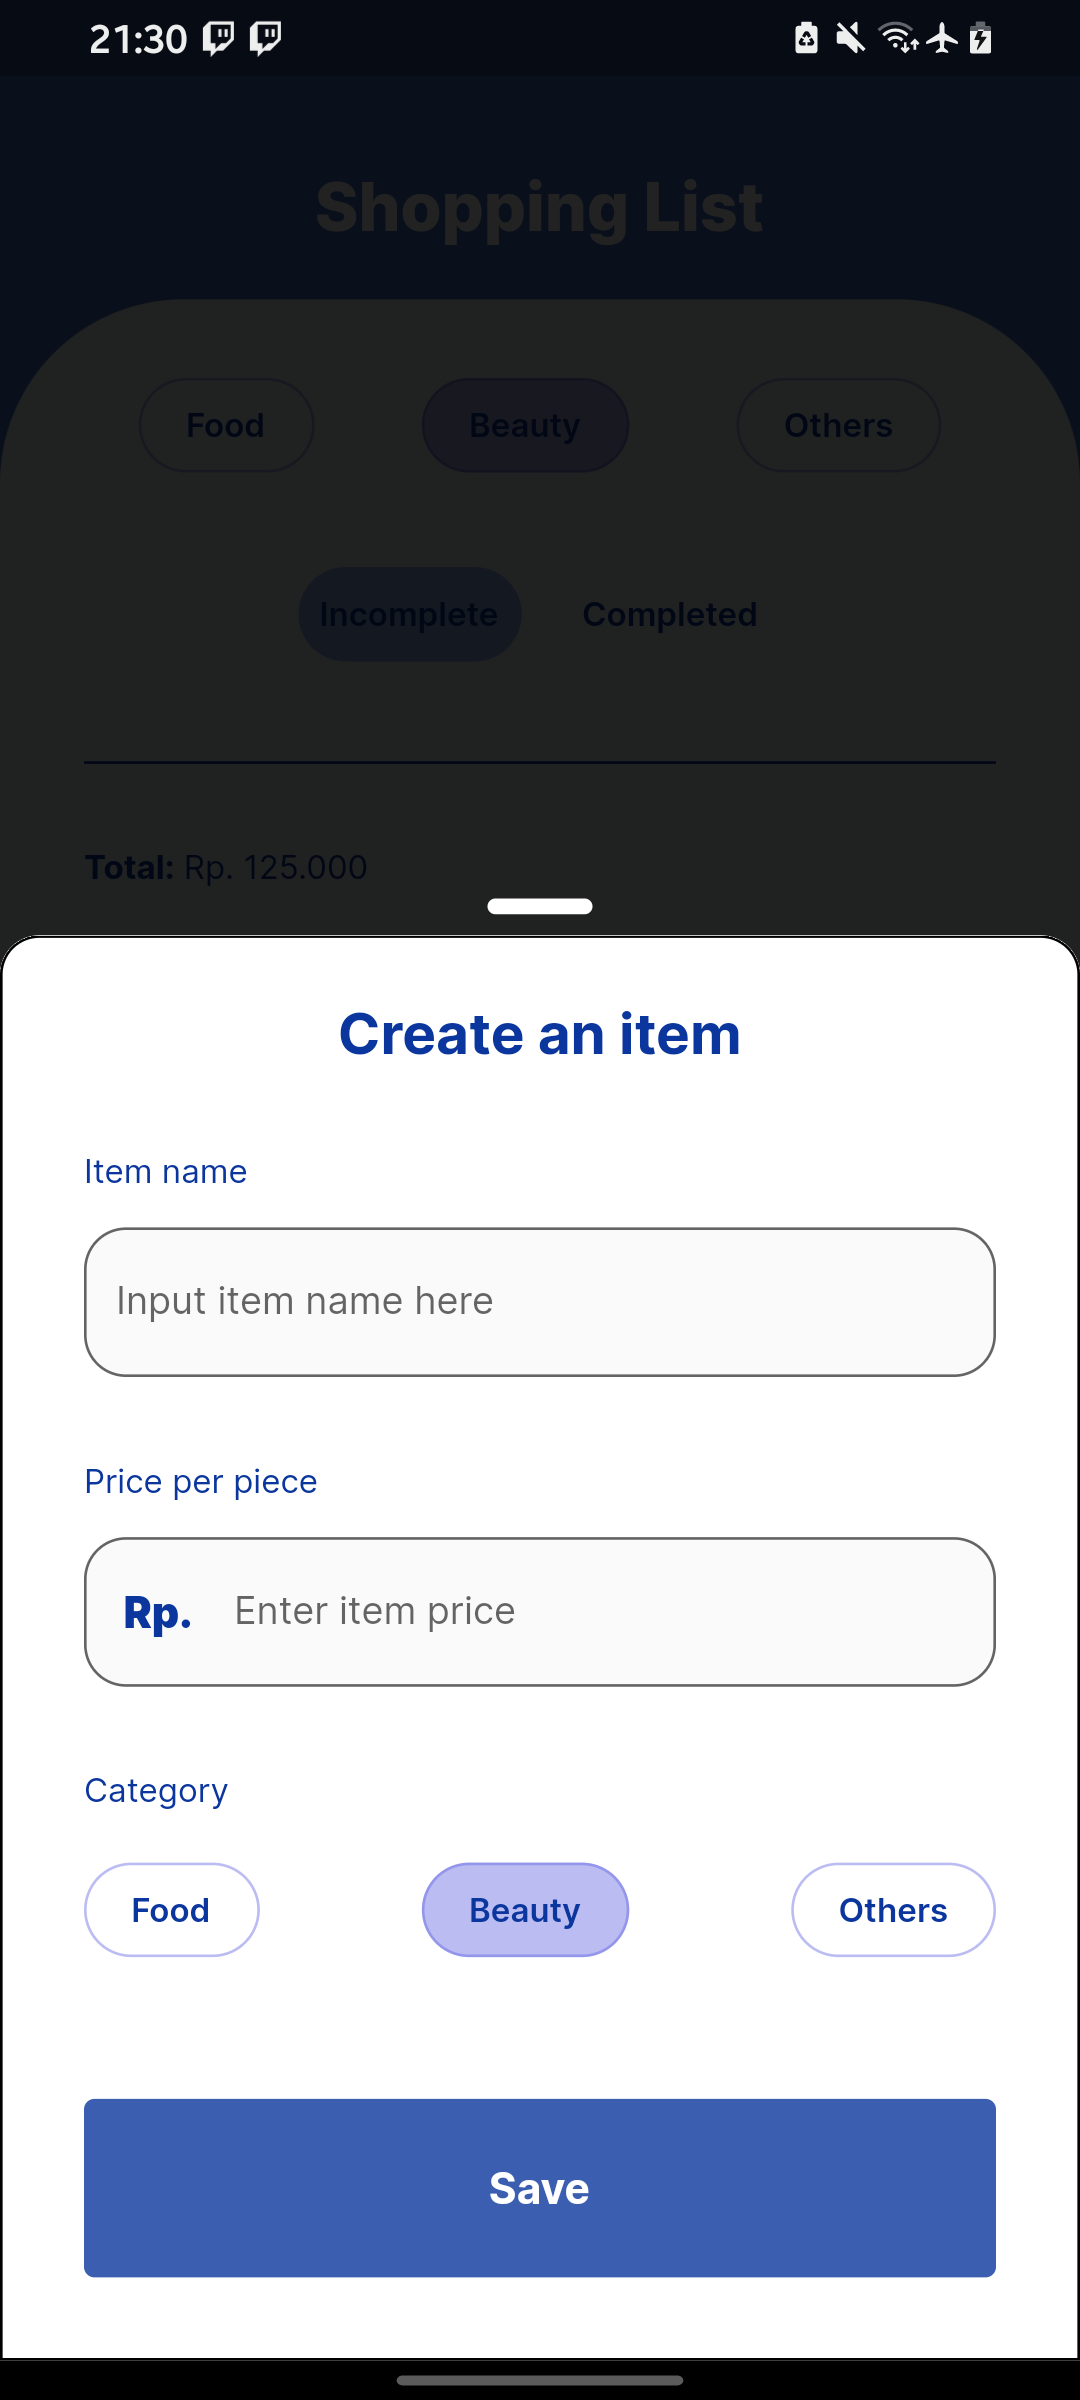 21:30
Shopping List
Food Beauty Others
Incomplete Completed
Total: Rp. 125.000
Create an item
Item name
Input item name here
Price per piece
Rp. Enter item price
Category
Food Beauty Others
Save